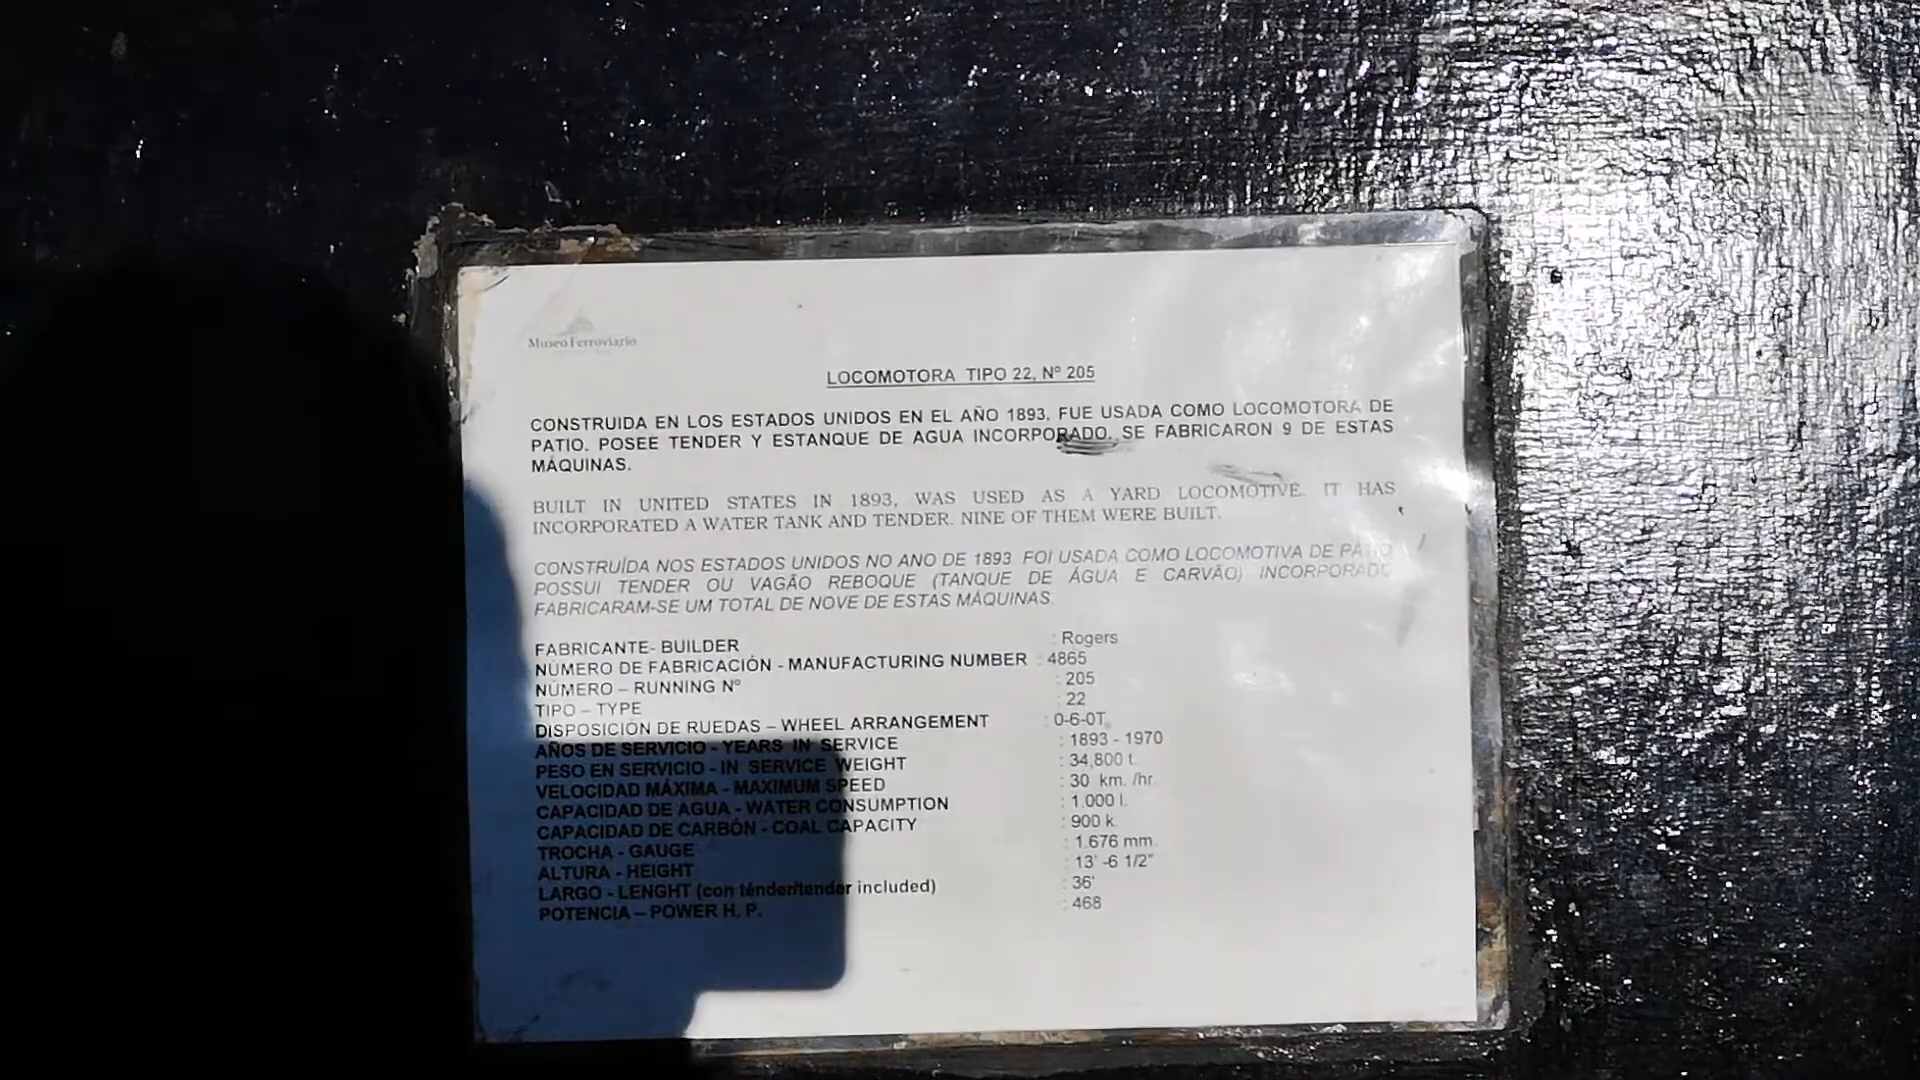 Museo Ferroviario
LOCOMOTORA TIPO 22, Nº 205
CONSTRUIDA EN LOS ESTADOS UNIDOS EN EL AÑO 1893. FUE USADA COMO LOCOMOTORA DE
PATIO. POSEE TENDER Y ESTANQUE DE AGUA INCORPORADO. SE FABRICARON 9 DE ESTAS
MÁQUINAS.
BUILT IN UNITED STATES IN 1893, WAS USED AS A YARD LOCOMOTIVE. IT HAS
INCORPORATED A WATER TANK AND TENDER. NINE OF THEM WERE BUILT.
CONSTRUÍDA NOS ESTADOS UNIDOS NO ANO DE 1893 FOI USADA COMO LOCOMOTIVA DE PATIO
POSSUI TENDER OU VAGÃO REBOQUE (TANQUE DE ÁGUA E CARVÃO) INCORPORADO
FABRICARAM-SE UM TOTAL DE NOVE DE ESTAS MÁQUINAS.
FABRICANTE- BUILDER : Rogers
NÚMERO DE FABRICACIÓN - MANUFACTURING NUMBER : 4865
NÚMERO – RUNNING Nº : 205
TIPO – TYPE : 22
DISPOSICIÓN DE RUEDAS – WHEEL ARRANGEMENT : 0-6-0T
AÑOS DE SERVICIO - YEARS IN SERVICE : 1893 - 1970
PESO EN SERVICIO - IN SERVICE WEIGHT : 34,800 t.
VELOCIDAD MÁXIMA - MAXIMUM SPEED : 30 km. /hr.
CAPACIDAD DE AGUA - WATER CONSUMPTION : 1.000 l.
CAPACIDAD DE CARBÓN - COAL CAPACITY : 900 k.
TROCHA - GAUGE : 1.676 mm.
ALTURA - HEIGHT : 13' -6 1/2"
LARGO - LENGHT (con ténder/tender included) : 36'
POTENCIA – POWER H. P. : 468